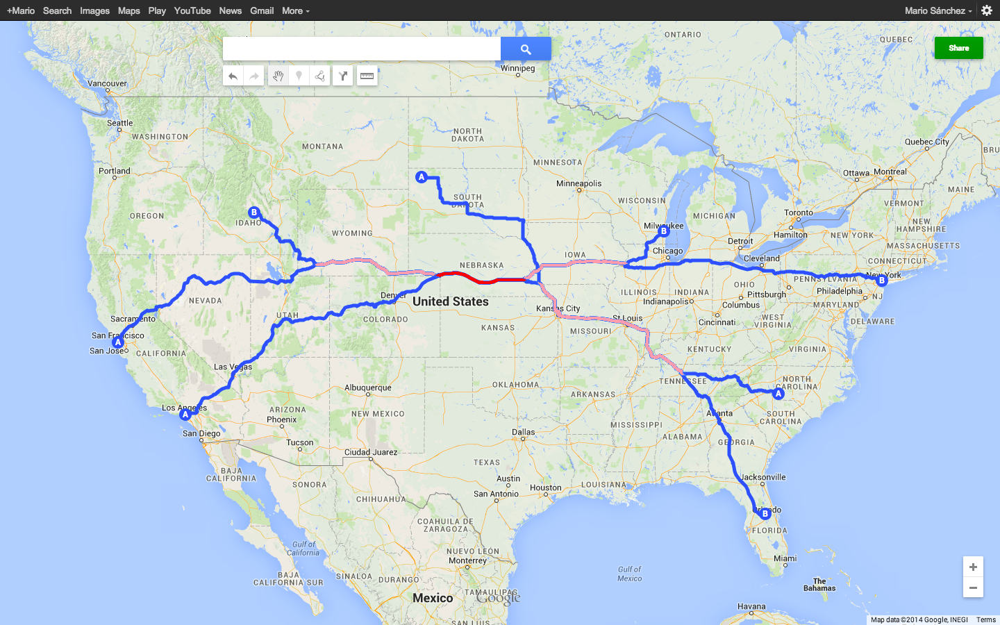 +Mario Search Images Maps Play YouTube News Gmail More
Mario Sánchez
ONTARIO
QUEBEC
Share
Winnipeg
Vancouver
Seattle
WASHINGTON
NORTH
DAKOTA
MONTANA
Quebec City
MINNESOTA
Portland
Ottawa
Montreal
A
Minneapolis
MAINE
SOUTH
DAKOTA
WISCONSIN
VERMONT
B
IDAHO
OREGON
WYOMING
MICHIGAN
Toronto
Hamilton
NEW
HAMPSHIRE
Milwaukee
B
NEW YORK
Detroit
MASSACHUSETTS
Chicago
IOWA
Cleveland
CONNECTICUT
NEBRASKA
PENNSYLVANIA
New York
B
OHIO
Pittsburgh
Philadelphia
NJ
ILLINOIS
INDIANA
Indianapolis
Columbus
MARYLAND
NEVADA
Denver
United States
Kansas City
UTAH
COLORADO
St Louis
Cincinnati
WEST
VIRGINIA
DELAWARE
Sacramento
KANSAS
MISSOURI
San Francisco
A
San Jose
CALIFORNIA
KENTUCKY
VIRGINIA
Las Vegas
TENNESSEE
NORTH
CAROLINA
Albuquerque
OKLAHOMA
ARKANSAS
A
Los Angeles
A
ARIZONA
Phoenix
NEW MEXICO
Atlanta
SOUTH
CAROLINA
MISSISSIPPI
San Diego
Dallas
ALABAMA
GEORGIA
Tucson
Ciudad Juarez
TEXAS
BAJA
CALIFORNIA
Austin
Jacksonville
SONORA
Houston
LOUISIANA
San Antonio
CHIHUAHUA
Orlando
B
COAHUILA DE
ZARAGOZA
FLORIDA
Gulf of
California
NUEVO LEÓN
Monterrey
Miami
Gulf of
Mexico
BAJA
CALIFORNIA SUR
SINALOA
DURANGO
The
Bahamas
Mexico
TAMAULIPAS
Google
Havana
SAN LUIS
Map data ©2014 Google, INEGI Terms